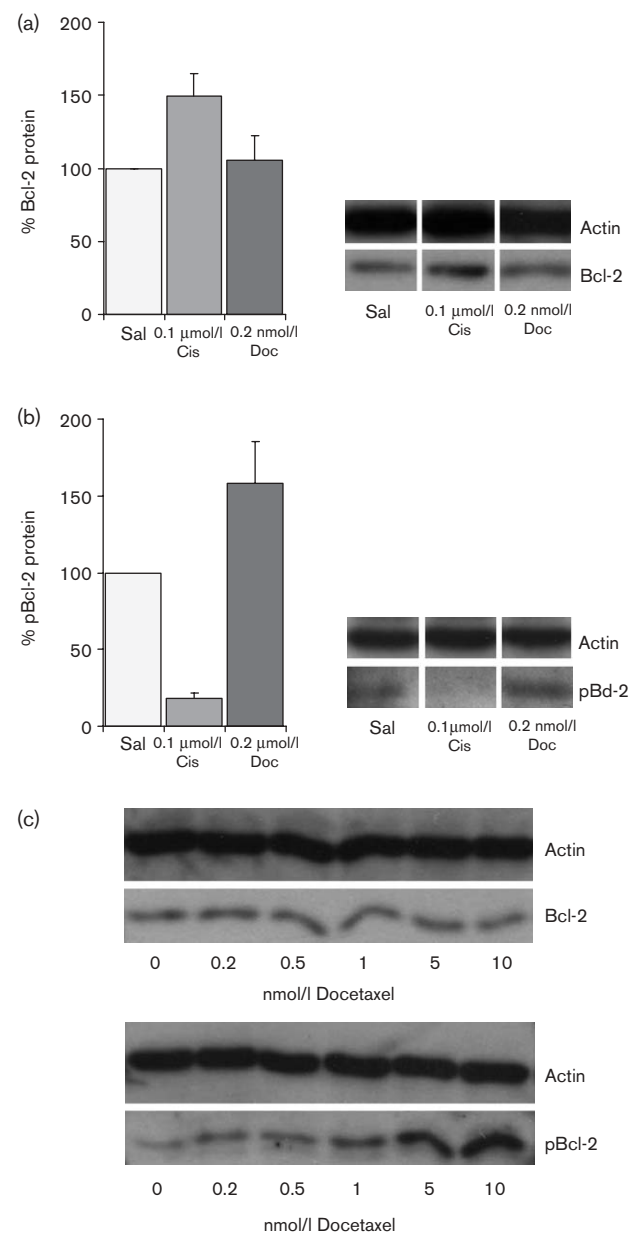 (a)
200
150
100
50
0
% Bcl-2 protein
Sal 0.1 μmol/l 0.2 nmol/l
Cis Doc
Actin
Bcl-2
Sal 0.1 μmol/l 0.2 nmol/l
Cis Doc
(b)
200
150
100
50
0
% pBcl-2 protein
Sal 0.1 μmol/l 0.2 μmol/l
Cis Doc
Actin
pBd-2
Sal 0.1μmol/l 0.2 nmol/l
Cis Doc
(c)
Actin
Bcl-2
0 0.2 0.5 1 5 10
nmol/l Docetaxel
Actin
pBcl-2
0 0.2 0.5 1 5 10
nmol/l Docetaxel